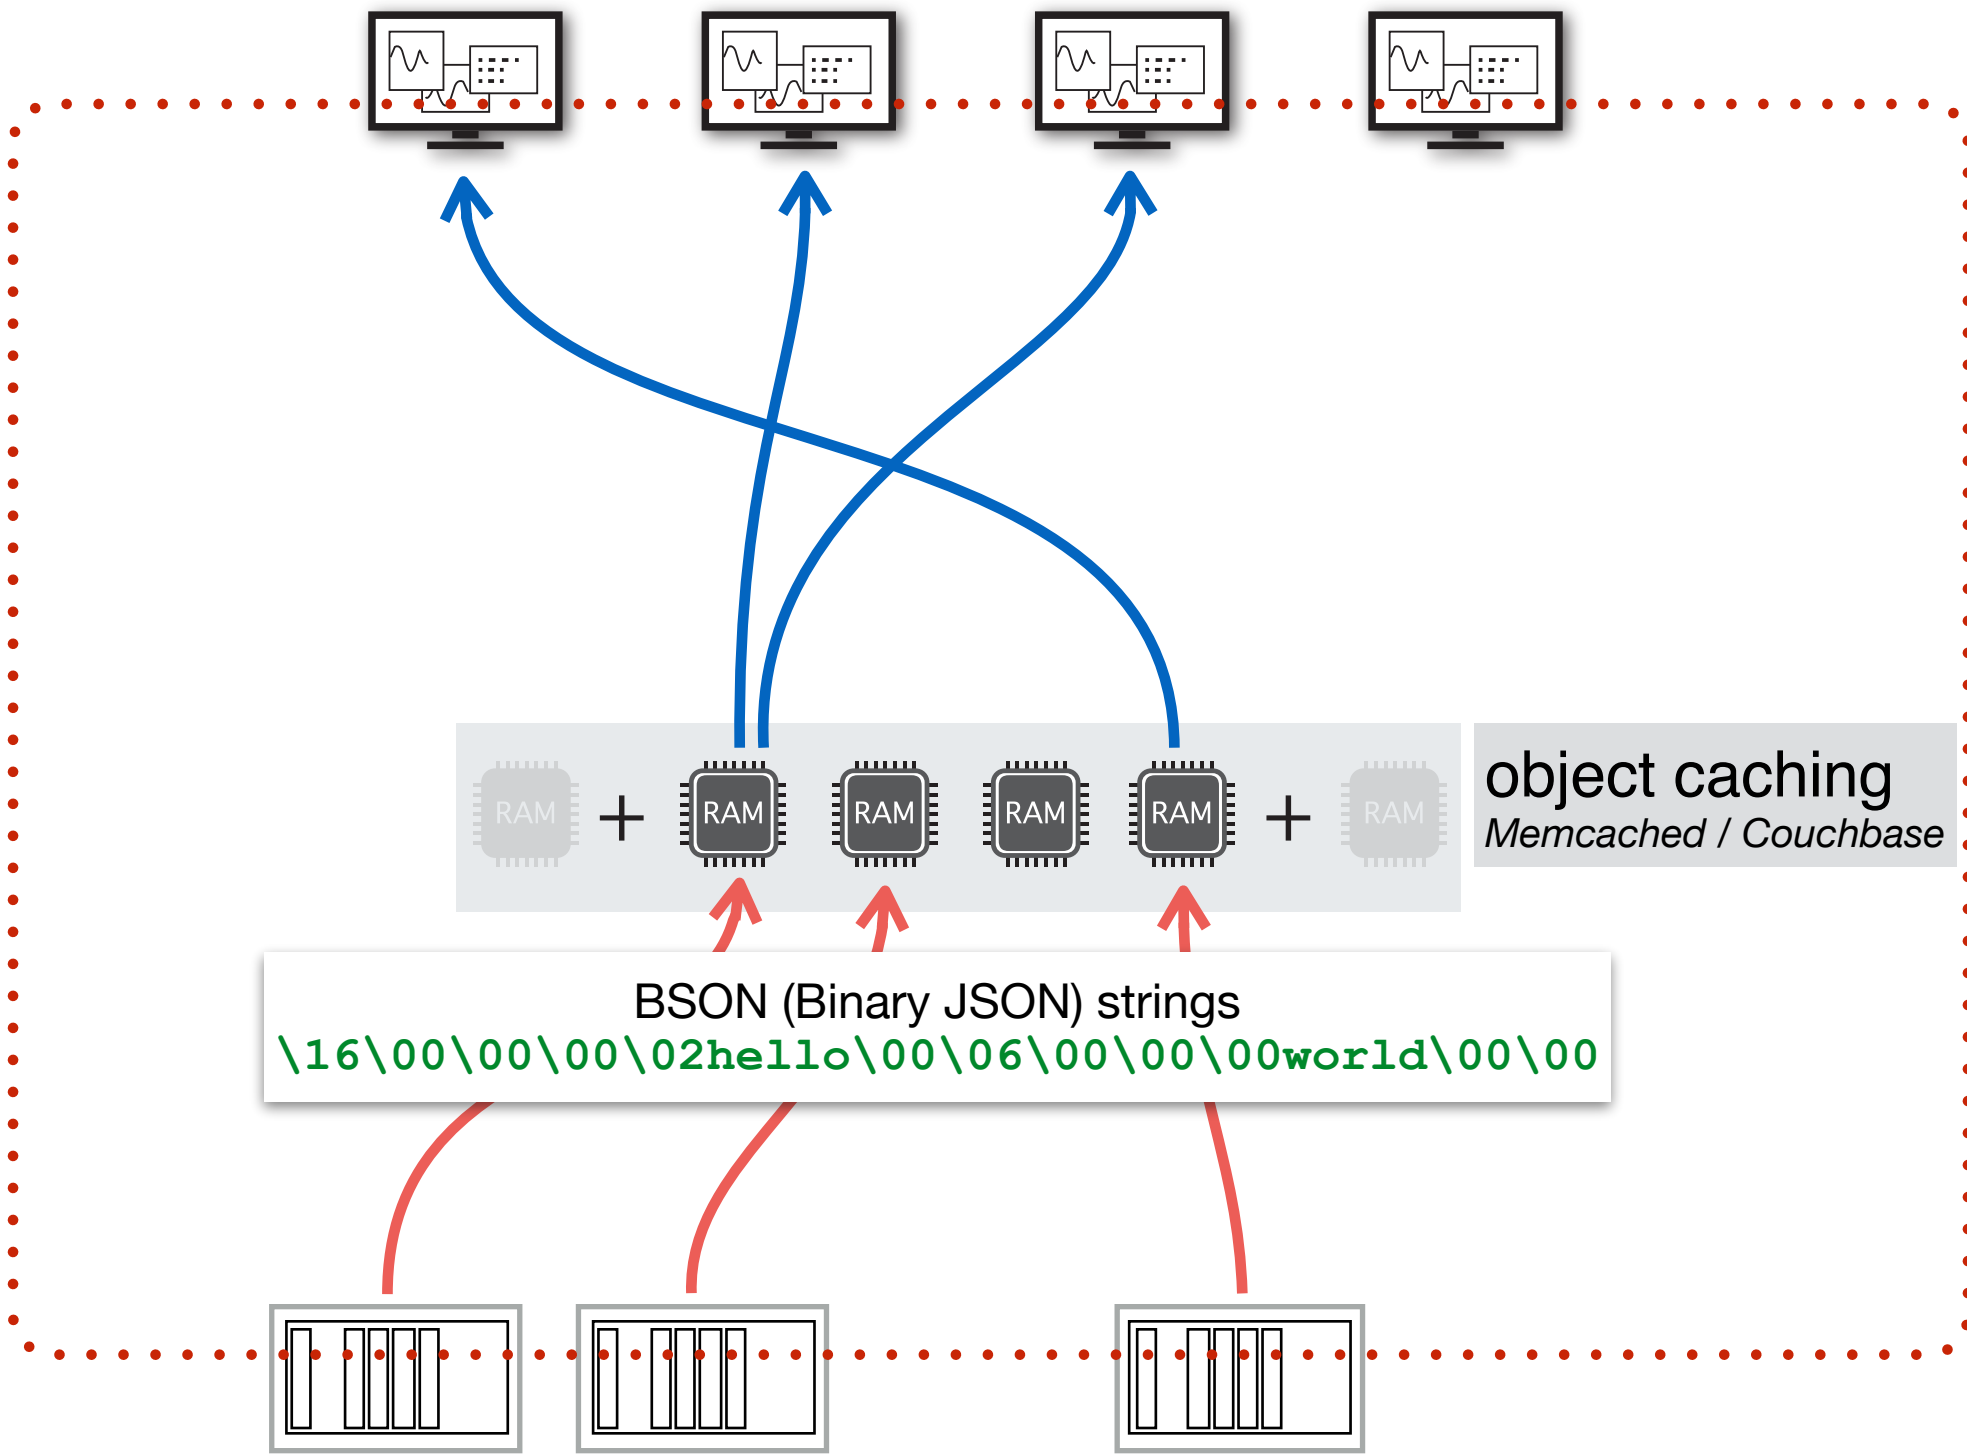 RAM + RAM RAM RAM RAM + RAM
object caching
Memcached / Couchbase
BSON (Binary JSON) strings
\16\00\00\00\02hello\00\06\00\00\00world\00\00